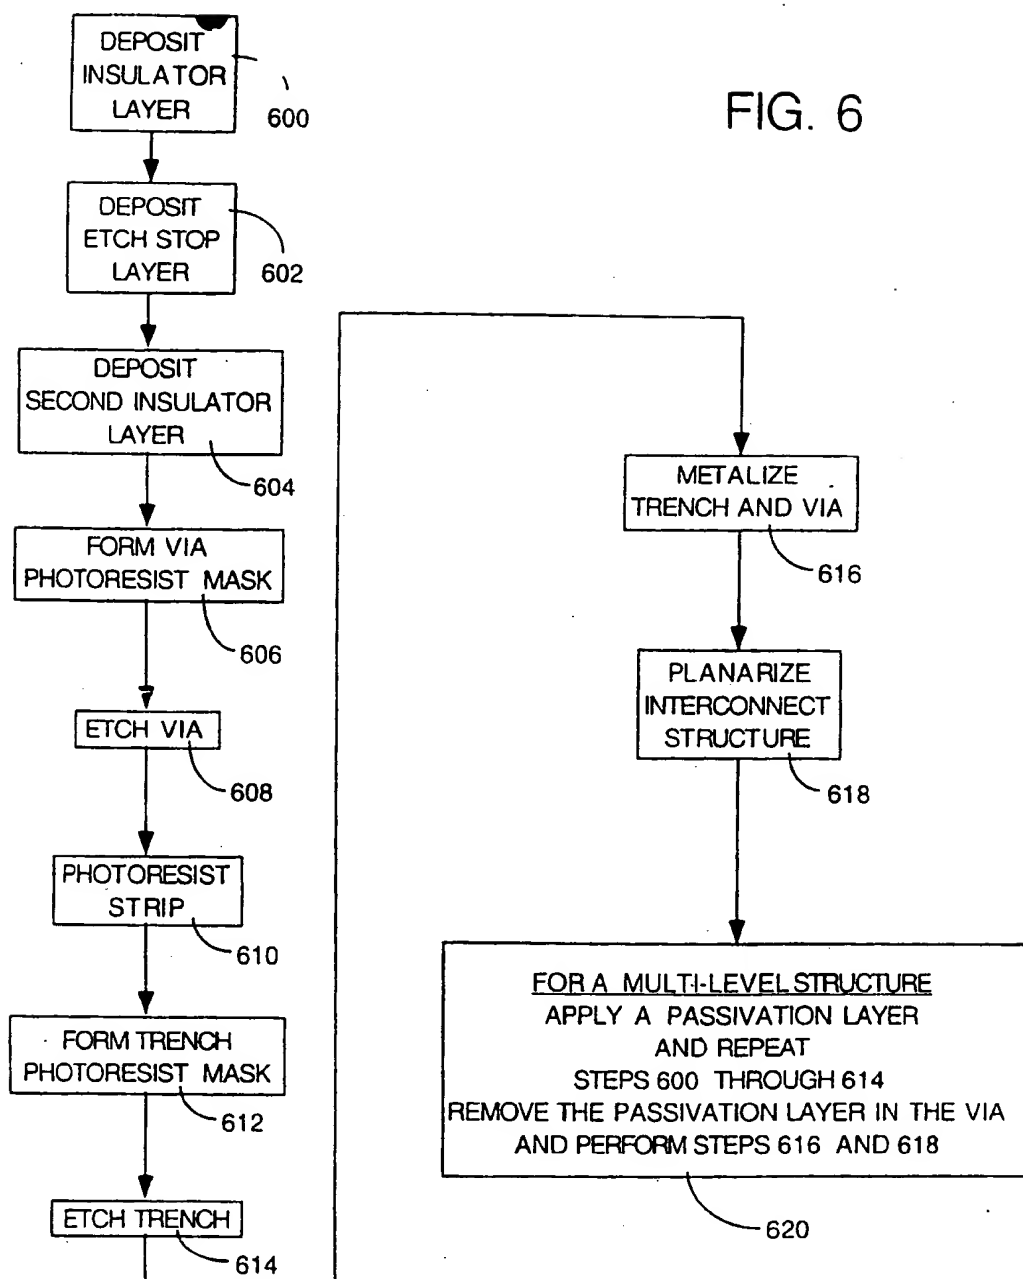 DEPOSIT
INSULATOR
LAYER
600
FIG. 6
DEPOSIT
ETCH STOP
LAYER
602
DEPOSIT
SECOND INSULATOR
LAYER
604
FORM VIA
PHOTORESIST MASK
606
ETCH VIA
608
PHOTORESIST
STRIP
610
FORM TRENCH
PHOTORESIST MASK
612
ETCH TRENCH
614
METALIZE
TRENCH AND VIA
616
PLANARIZE
INTERCONNECT
STRUCTURE
618
FOR A MULTI-LEVEL STRUCTURE
APPLY A PASSIVATION LAYER
AND REPEAT
STEPS 600 THROUGH 614
REMOVE THE PASSIVATION LAYER IN THE VIA
AND PERFORM STEPS 616 AND 618
620